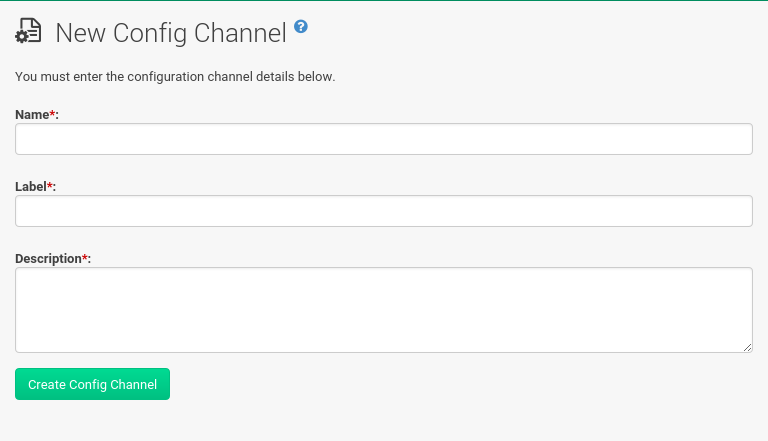 New Config Channel ?
You must enter the configuration channel details below.
Name*:
Label*:
Description*:
Create Config Channel